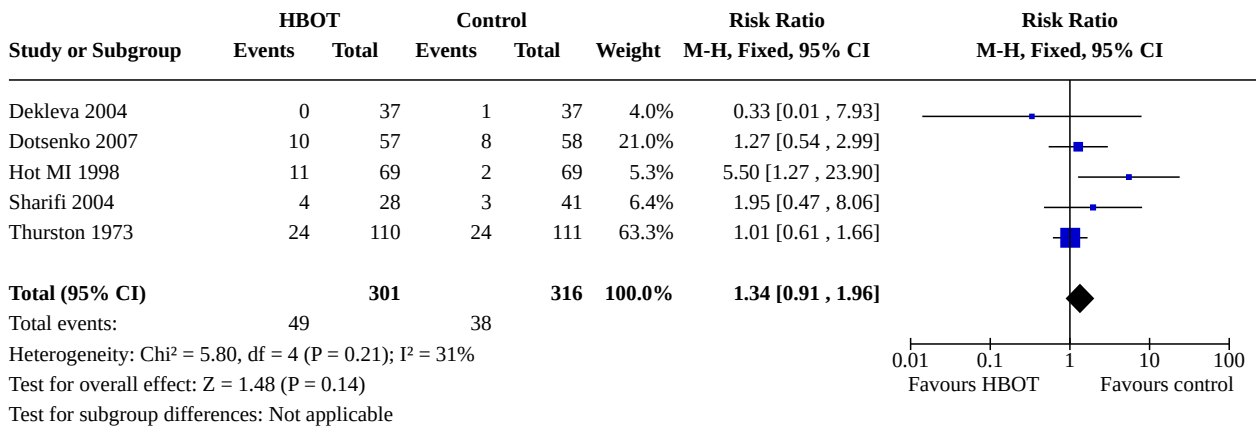 HBOT Control Risk Ratio Risk Ratio
Study or Subgroup Events Total Events Total Weight M-H, Fixed, 95% CI M-H, Fixed, 95% CI
Dekleva 2004 0 37 1 37 4.0% 0.33 [0.01 , 7.93]
Dotsenko 2007 10 57 8 58 21.0% 1.27 [0.54 , 2.99]
Hot MI 1998 11 69 2 69 5.3% 5.50 [1.27 , 23.90]
Sharifi 2004 4 28 3 41 6.4% 1.95 [0.47 , 8.06]
Thurston 1973 24 110 24 111 63.3% 1.01 [0.61 , 1.66]
Total (95% CI) 301 316 100.0% 1.34 [0.91 , 1.96]
Total events: 49 38
Heterogeneity: Chi² = 5.80, df = 4 (P = 0.21); I² = 31%
0.01 0.1 1 10 100
Test for overall effect: Z = 1.48 (P = 0.14)
Favours HBOT Favours control
Test for subgroup differences: Not applicable